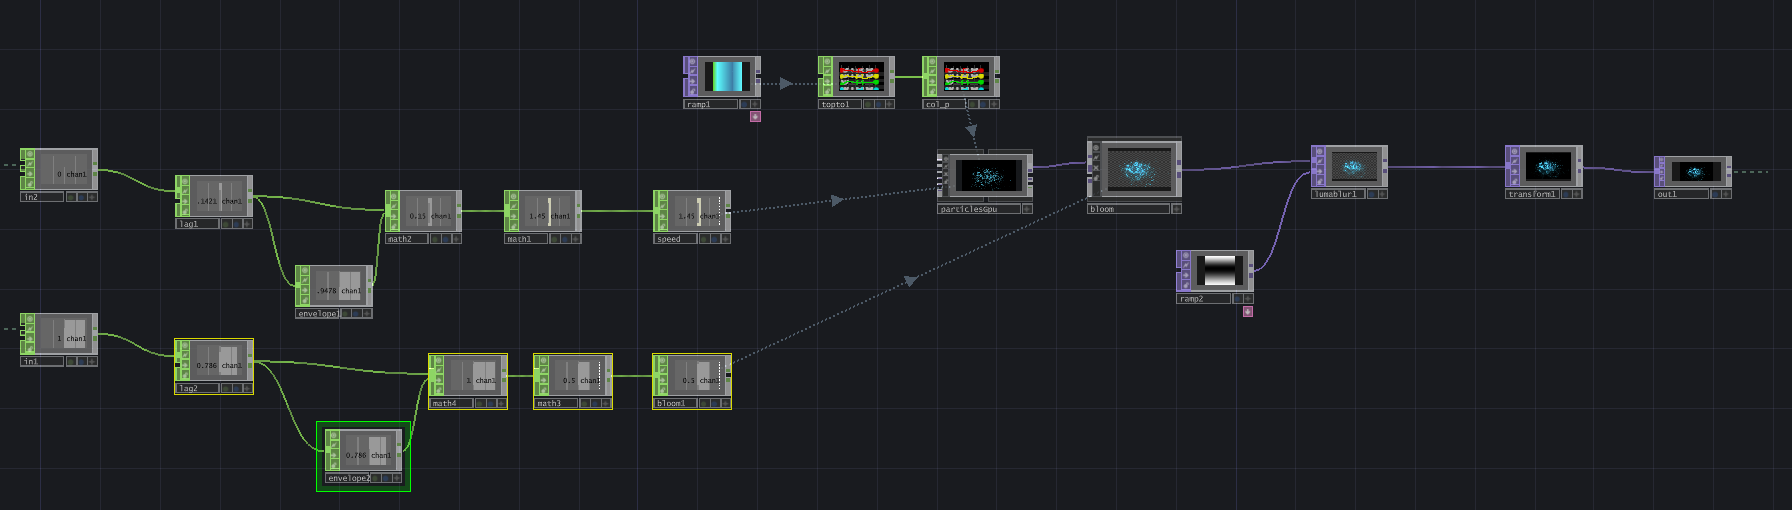 ramp1
topto1
col_p
0 chan1
in2
.1421 chan1
lag1
0.15 chan1
math2
1.45 chan1
math1
1.45 chan1
speed
particlesGpu
bloom
lumablur1
transform1
out1
.9478 chan1
envelope1
ramp2
1 chan1
in1
0.786 chan1
lag2
1 chan1
math4
0.5 chan1
math3
0.5 chan1
bloom1
0.786 chan1
envelope2